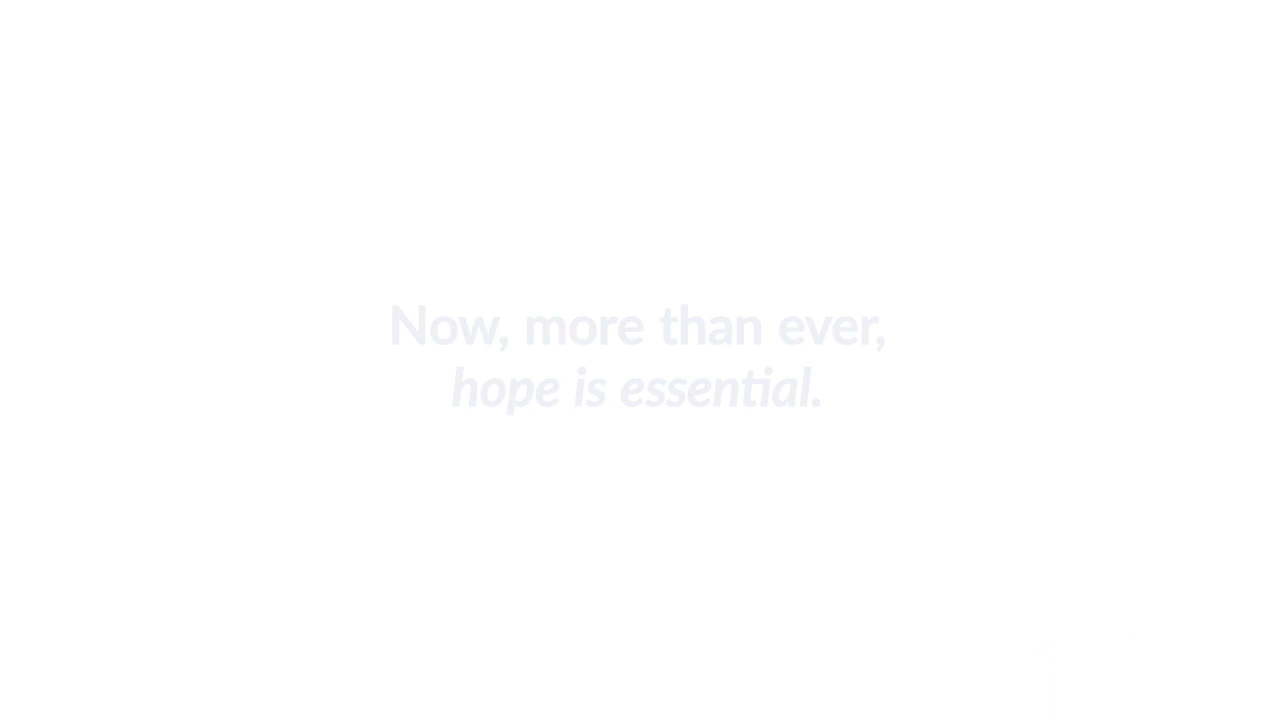 Now, more than ever,
hope is essential.